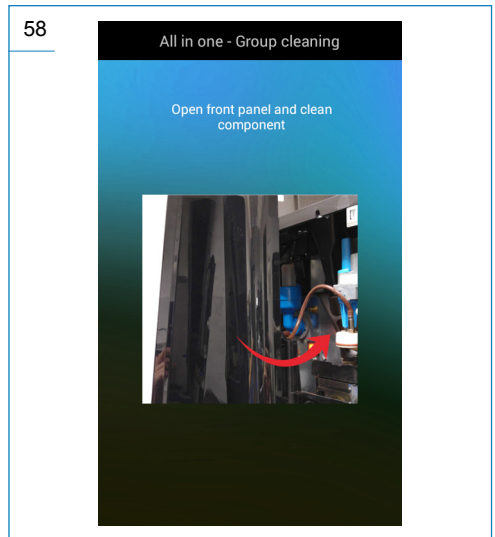 58
All in one - Group cleaning
Open front panel and clean
component